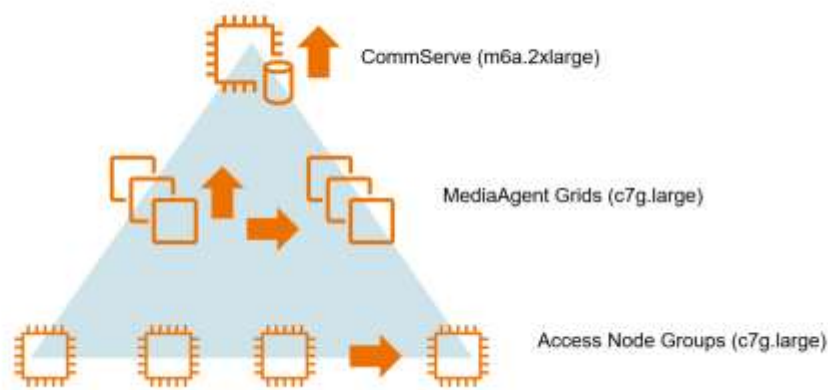 CommServe (m6a.2xlarge)
MediaAgent Grids (c7g.large)
Access Node Groups (c7g.large)